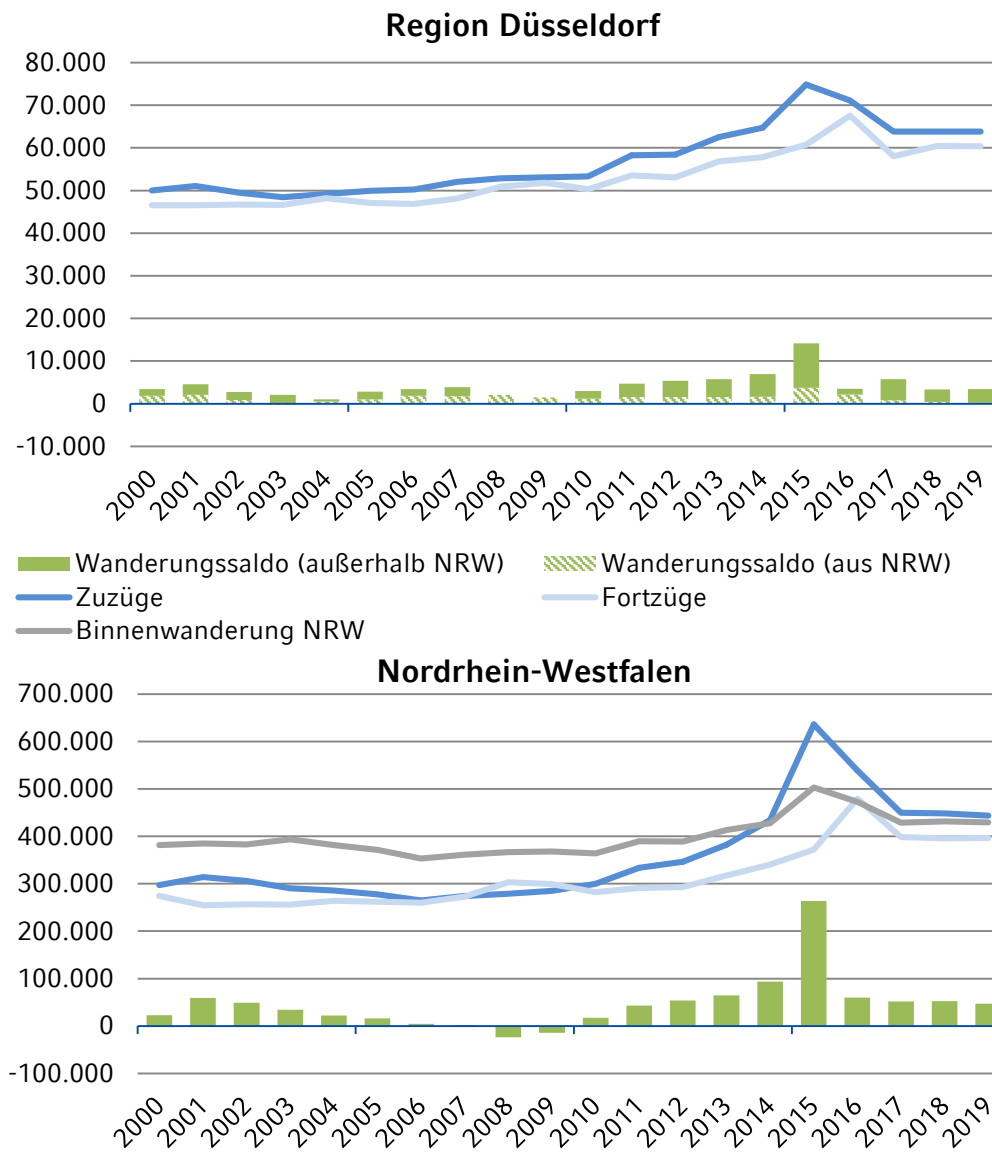 Region Düsseldorf
80.000
70.000
60.000
50.000
40.000
30.000
20.000
10.000
0
-10.000
2000 2001 2002 2003 2004 2005 2006 2007 2008 2009 2010 2011 2012 2013 2014 2015 2016 2017 2018 2019
Wanderungssaldo (außerhalb NRW) Wanderungssaldo (aus NRW)
Zuzüge Fortzüge
Binnenwanderung NRW
Nordrhein-Westfalen
700.000
600.000
500.000
400.000
300.000
200.000
100.000
0
-100.000
2000 2001 2002 2003 2004 2005 2006 2007 2008 2009 2010 2011 2012 2013 2014 2015 2016 2017 2018 2019